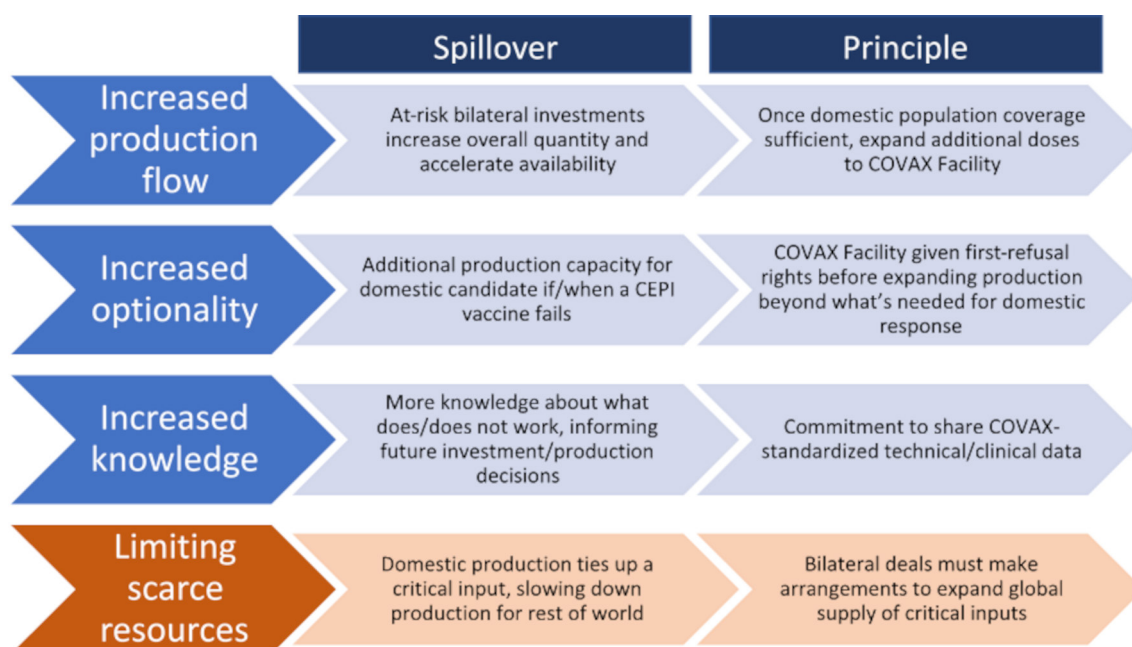 Spillover
Principle
Increased
production
flow
At-risk bilateral investments
increase overall quantity and
accelerate availability
Once domestic population coverage
sufficient, expand additional doses
to COVAX Facility
Increased
optionality
Additional production capacity for
domestic candidate if/when a CEPI
vaccine fails
COVAX Facility given first-refusal
rights before expanding production
beyond what's needed for domestic
response
Increased
knowledge
More knowledge about what
does/does not work, informing
future investment/production
decisions
Commitment to share COVAX-
standardized technical/clinical data
Limiting
scarce
resources
Domestic production ties up a
critical input, slowing down
production for rest of world
Bilateral deals must make
arrangements to expand global
supply of critical inputs